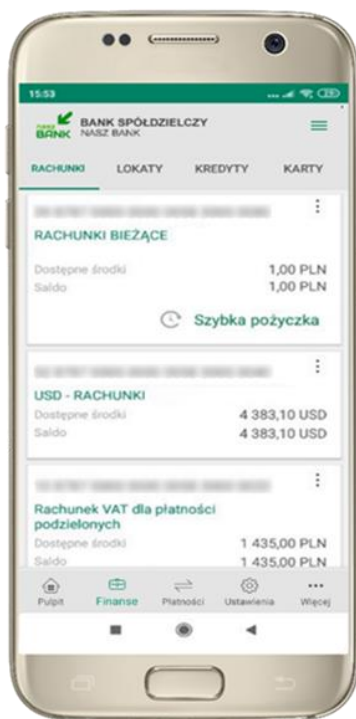 15:53
nasz BANK
BANK SPÓŁDZIELCZY
NASZ BANK
RACHUNKI LOKATY KREDYTY KARTY
RACHUNKI BIEŻĄCE
Dostępne środki 1,00 PLN
Saldo 1,00 PLN
Szybka pożyczka
USD - RACHUNKI
Dostępne środki 4 383,10 USD
Saldo 4 383,10 USD
Rachunek VAT dla płatności
podzielonych
Dostępne środki 1 435,00 PLN
Saldo 1 435,00 PLN
Pulpit Finanse Płatności Ustawienia Więcej